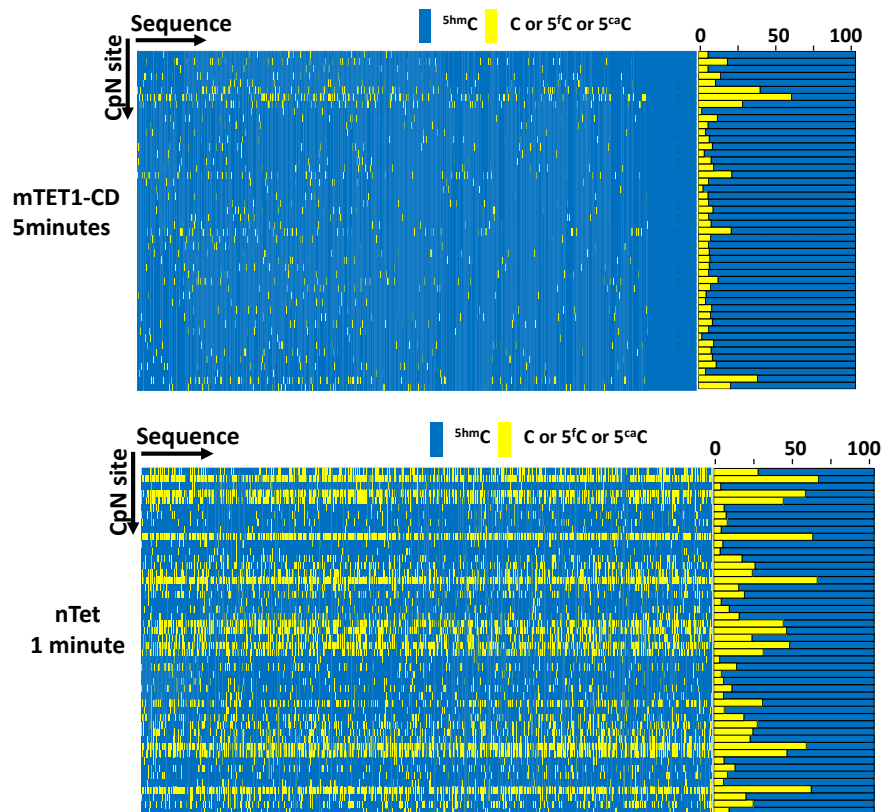 Sequence
5hmC
C or 5fC or 5caC
0 50 100
CpN site
mTET1-CD
5minutes
Sequence
5hmC
C or 5fC or 5caC
0 50 100
CpN site
nTet
1 minute